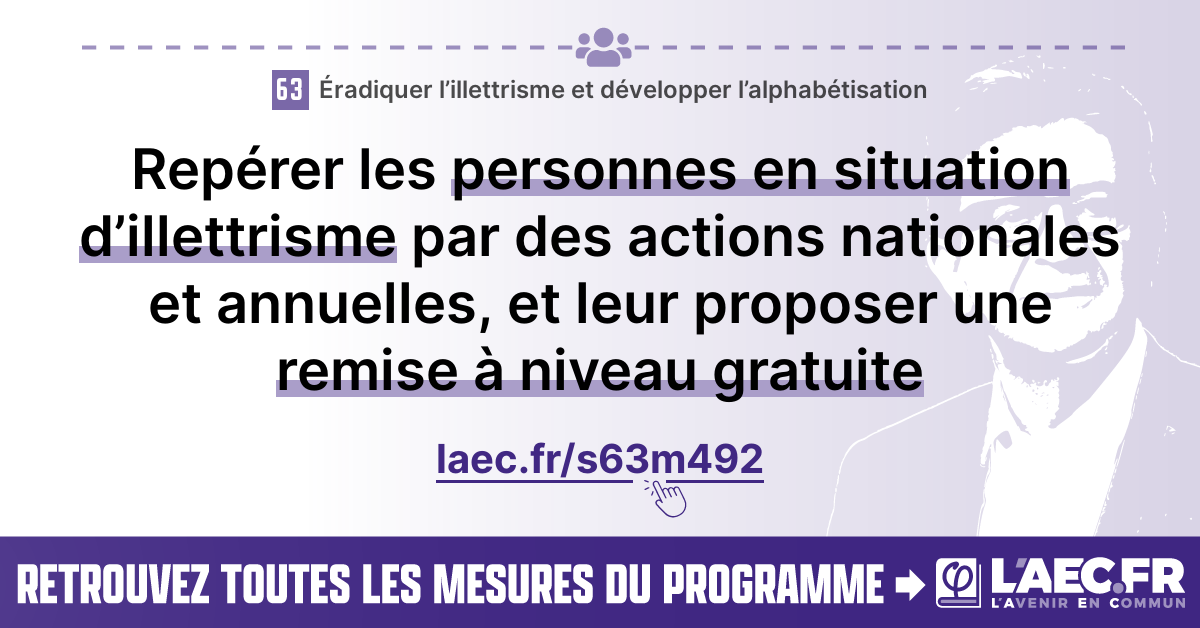 63 Éradiquer l’illettrisme et développer l’alphabétisation
Repérer les personnes en situation
d’illettrisme par des actions nationales
et annuelles, et leur proposer une
remise à niveau gratuite
laec.fr/s63m492
RETROUVEZ TOUTES LES MESURES DU PROGRAMME
φ L'AEC.FR
L'AVENIR EN COMMUN